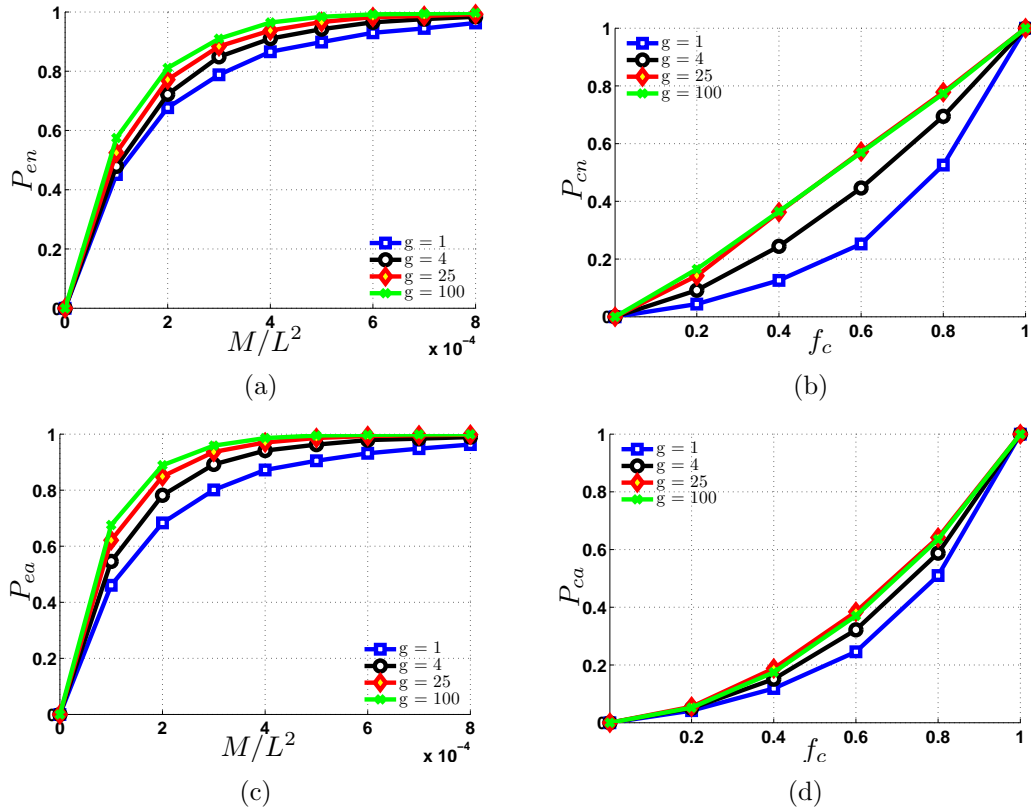 1
0.8
0.6
0.4
0.2
0
0
2
4
6
8
P_en
M/L²
x 10⁻⁴
g = 1
g = 4
g = 25
g = 100
(a)
1
0.8
0.6
0.4
0.2
0
0.2
0.4
0.6
0.8
1
P_cn
f_c
g = 1
g = 4
g = 25
g = 100
(b)
1
0.8
0.6
0.4
0.2
0
0
2
4
6
8
P_ea
M/L²
x 10⁻⁴
g = 1
g = 4
g = 25
g = 100
(c)
1
0.8
0.6
0.4
0.2
0
0.2
0.4
0.6
0.8
1
P_ca
f_c
g = 1
g = 4
g = 25
g = 100
(d)